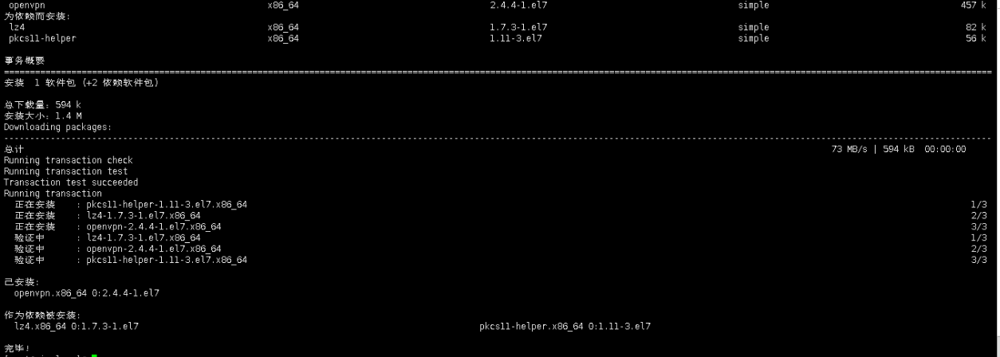 openvpn x86_64 2.4.4-1.el7 simple 457 k
为依赖而安装:
lz4 x86_64 1.7.3-1.el7 simple 82 k
pkcs11-helper x86_64 1.11-3.el7 simple 56 k
事务概要
================================================================================
安装 1 软件包 (+2 依赖软件包)
总下载量: 594 k
安装大小: 1.4 M
Downloading packages:
--------------------------------------------------------------------------------
总计 73 MB/s | 594 kB 00:00:00
Running transaction check
Running transaction test
Transaction test succeeded
Running transaction
正在安装 : pkcs11-helper-1.11-3.el7.x86_64 1/3
正在安装 : lz4-1.7.3-1.el7.x86_64 2/3
正在安装 : openvpn-2.4.4-1.el7.x86_64 3/3
验证中 : lz4-1.7.3-1.el7.x86_64 1/3
验证中 : openvpn-2.4.4-1.el7.x86_64 2/3
验证中 : pkcs11-helper-1.11-3.el7.x86_64 3/3
已安装:
openvpn.x86_64 0:2.4.4-1.el7
作为依赖被安装:
lz4.x86_64 0:1.7.3-1.el7 pkcs11-helper.x86_64 0:1.11-3.el7
完毕!